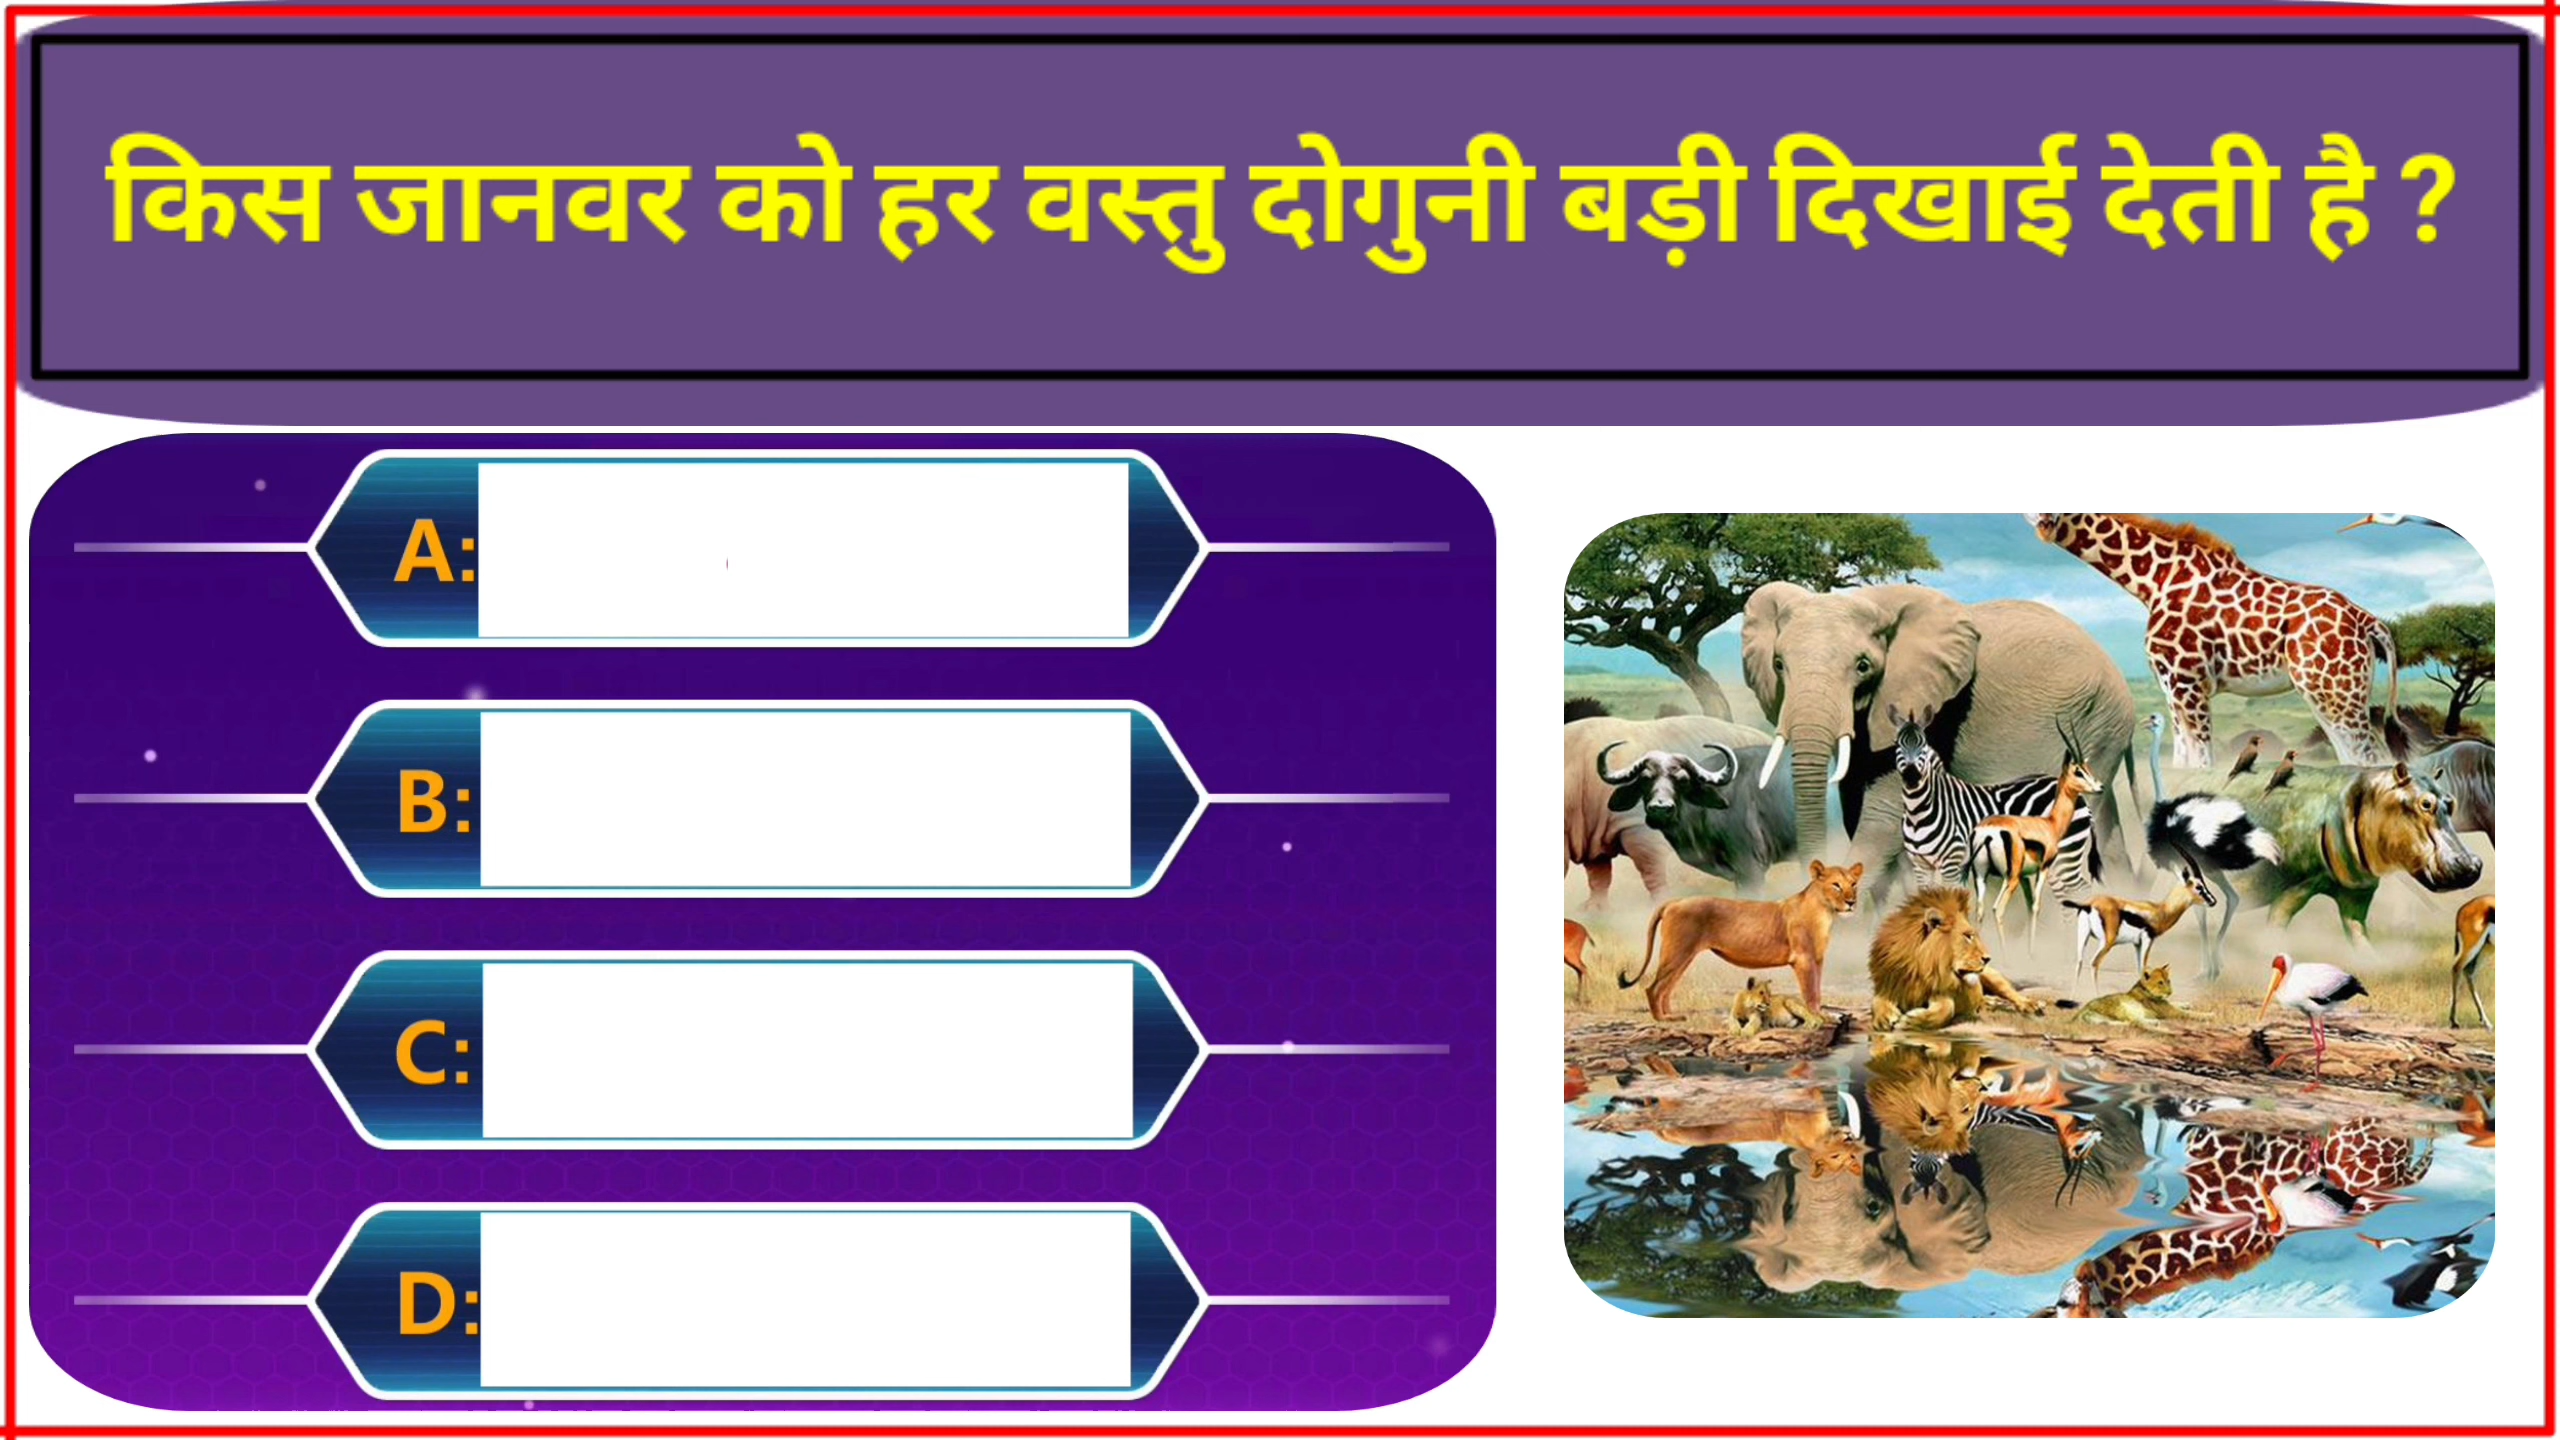 किस जानवर को हर वस्तु दोगुनी बड़ी दिखाई देती है ?
A:
B:
C:
D: